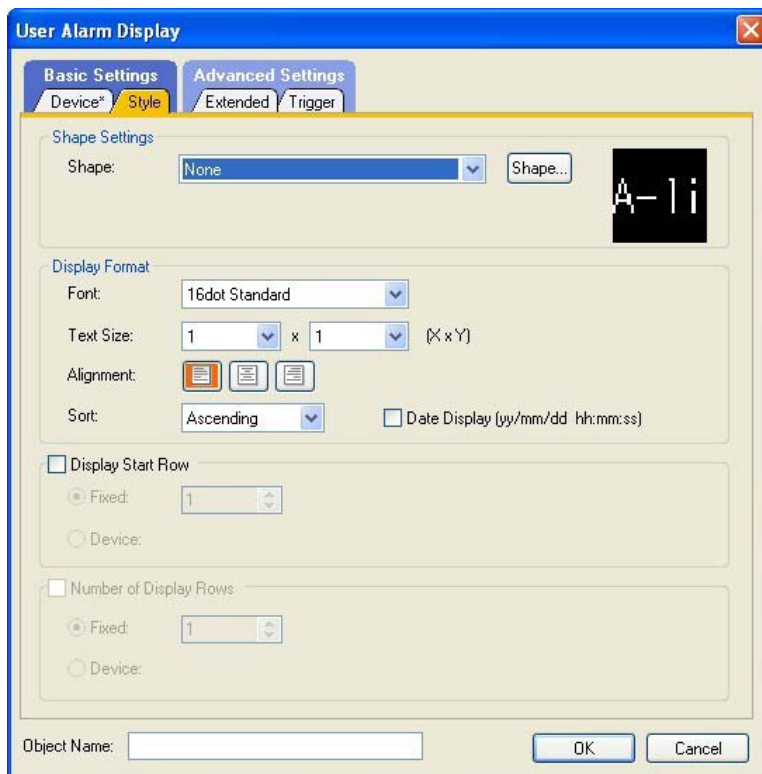 User Alarm Display
Basic Settings
Advanced Settings
Device*
Style
Extended
Trigger
Shape Settings
Shape:
None
Shape...
A-li
Display Format
Font:
16dot Standard
Text Size:
1
x
1
(X x Y)
Alignment:
Sort:
Ascending
Date Display (yy/mm/dd hh:mm:ss)
Display Start Row
Fixed:
1
Device:
Number of Display Rows
Fixed:
1
Device:
Object Name:
OK
Cancel